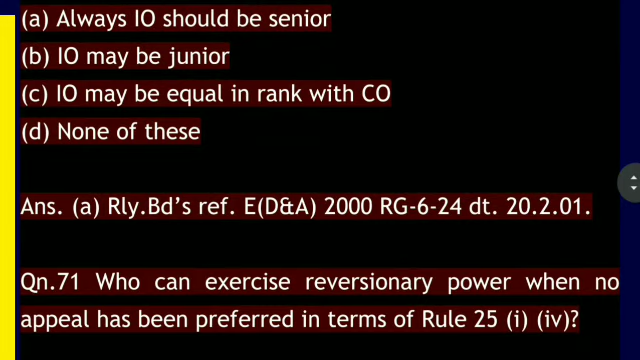 (a) Always IO should be senior
(b) IO may be junior
(c) IO may be equal in rank with CO
(d) None of these
Ans. (a) Rly.Bd's ref. E(D&A) 2000 RG-6-24 dt. 20.2.01.
Qn.71 Who can exercise reversionary power when no
appeal has been preferred in terms of Rule 25 (i) (iv)?